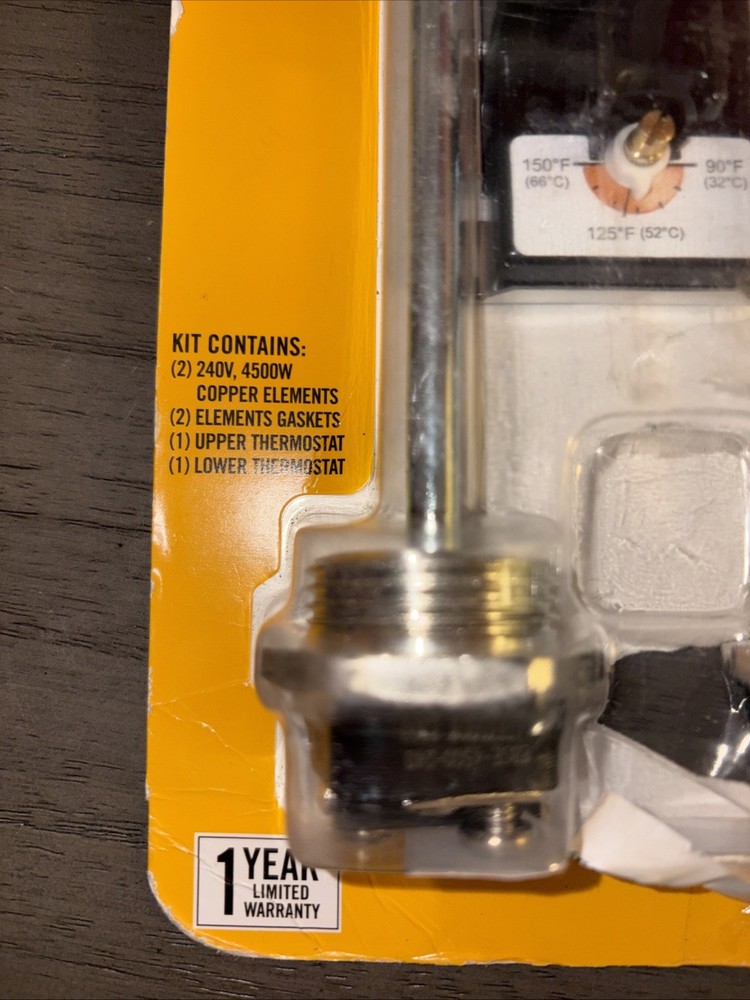 150°F
(66°C)
90°F
(32°C)
125°F (52°C)
KIT CONTAINS:
(2) 240V, 4500W
COPPER ELEMENTS
(2) ELEMENTS GASKETS
(1) UPPER THERMOSTAT
(1) LOWER THERMOSTAT
1 YEAR
LIMITED
WARRANTY